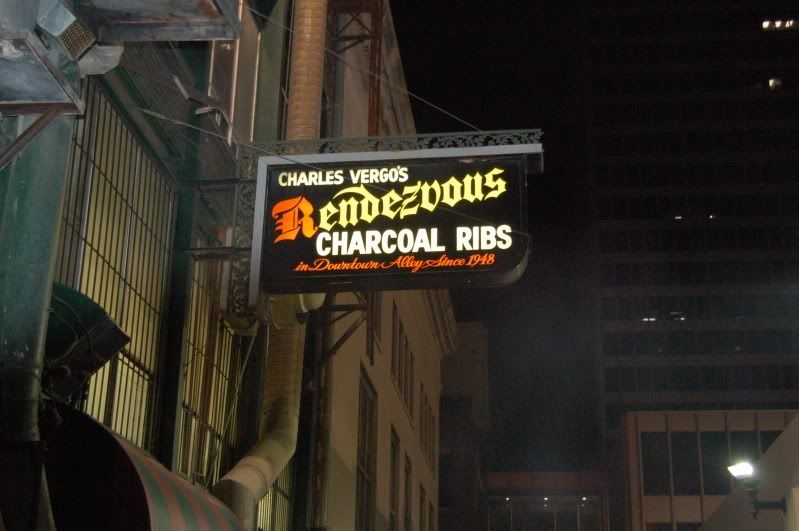 CHARLES VERGO'S
Rendezvous
CHARCOAL RIBS
in Downtown Alley Since 1948